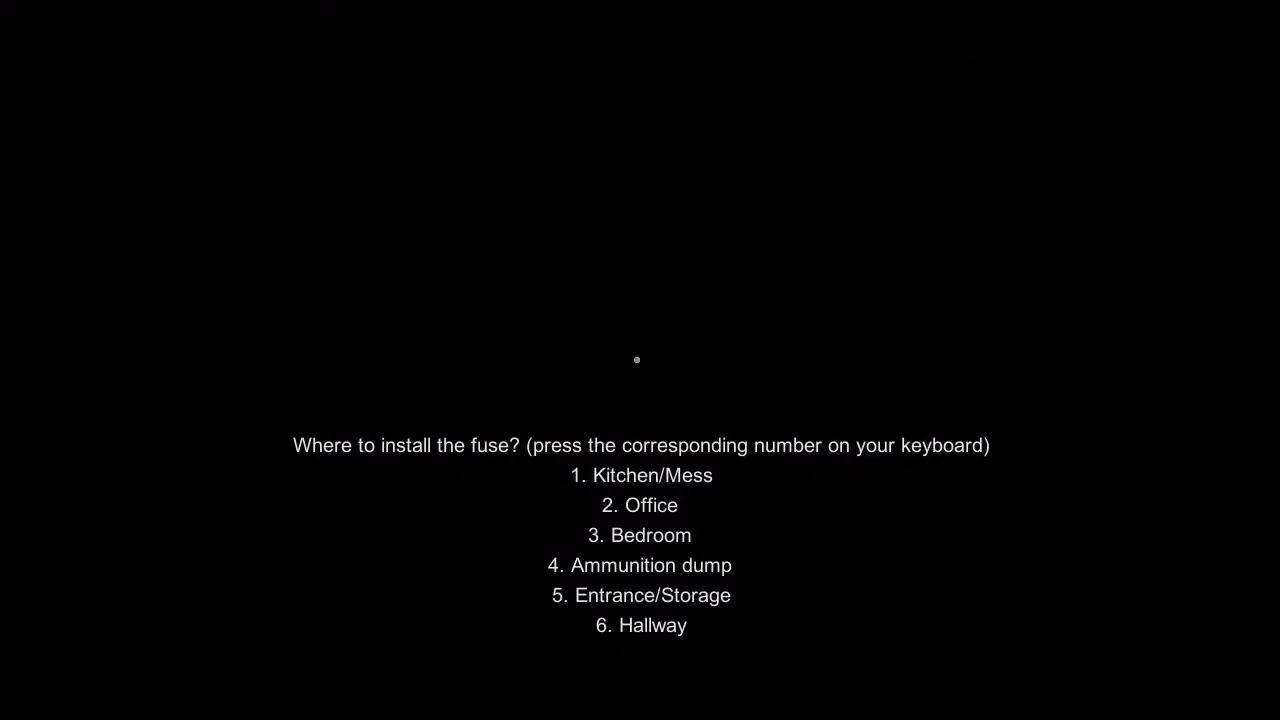 Where to install the fuse? (press the corresponding number on your keyboard)
1. Kitchen/Mess
2. Office
3. Bedroom
4. Ammunition dump
5. Entrance/Storage
6. Hallway